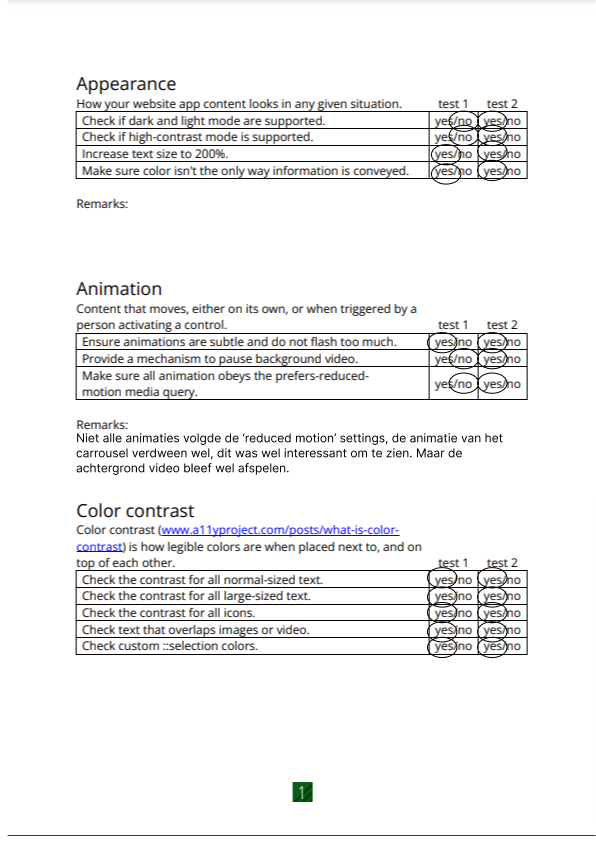 Appearance
How your website app content looks in any given situation. test 1 test 2
Check if dark and light mode are supported. yes/no yes/no
Check if high-contrast mode is supported. yes/no yes/no
Increase text size to 200%. yes/no yes/no
Make sure color isn't the only way information is conveyed. yes/no yes/no
Remarks:
Animation
Content that moves, either on its own, or when triggered by a
person activating a control. test 1 test 2
Ensure animations are subtle and do not flash too much. yes/no yes/no
Provide a mechanism to pause background video. yes/no yes/no
Make sure all animation obeys the prefers-reduced-
motion media query. yes/no yes/no
Remarks:
Niet alle animaties volgde de ‘reduced motion’ settings, de animatie van het
carrousel verdween wel, dit was wel interessant om te zien. Maar de
achtergrond video bleef wel afspelen.
Color contrast
Color contrast (www.a11yproject.com/posts/what-is-color-
contrast) is how legible colors are when placed next to, and on
top of each other. test 1 test 2
Check the contrast for all normal-sized text. yes/no yes/no
Check the contrast for all large-sized text. yes/no yes/no
Check the contrast for all icons. yes/no yes/no
Check text that overlaps images or video. yes/no yes/no
Check custom ::selection colors. yes/no yes/no
1